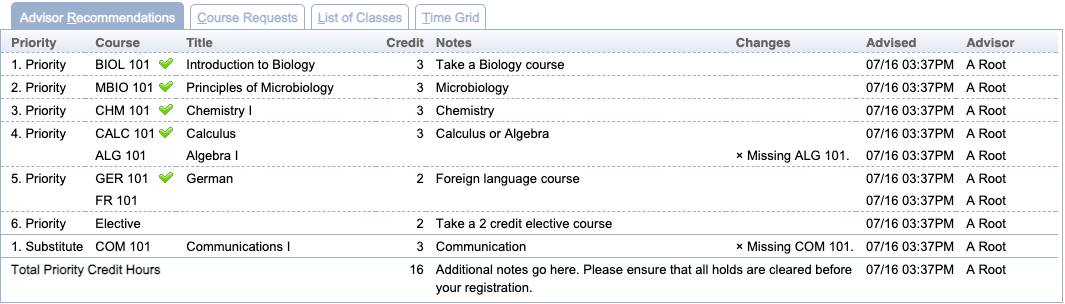 Advisor Recommendations Course Requests List of Classes Time Grid
Priority Course Title Credit Notes Changes Advised Advisor
1. Priority BIOL 101 Introduction to Biology 3 Take a Biology course 07/16 03:37PM A Root
2. Priority MBIO 101 Principles of Microbiology 3 Microbiology 07/16 03:37PM A Root
3. Priority CHM 101 Chemistry I 3 Chemistry 07/16 03:37PM A Root
4. Priority CALC 101 Calculus 3 Calculus or Algebra 07/16 03:37PM A Root
ALG 101 Algebra I × Missing ALG 101. 07/16 03:37PM A Root
5. Priority GER 101 German 2 Foreign language course 07/16 03:37PM A Root
FR 101 07/16 03:37PM A Root
6. Priority Elective 2 Take a 2 credit elective course 07/16 03:37PM A Root
1. Substitute COM 101 Communications I 3 Communication × Missing COM 101. 07/16 03:37PM A Root
Total Priority Credit Hours 16 Additional notes go here. Please ensure that all holds are cleared before 07/16 03:37PM A Root
your registration.